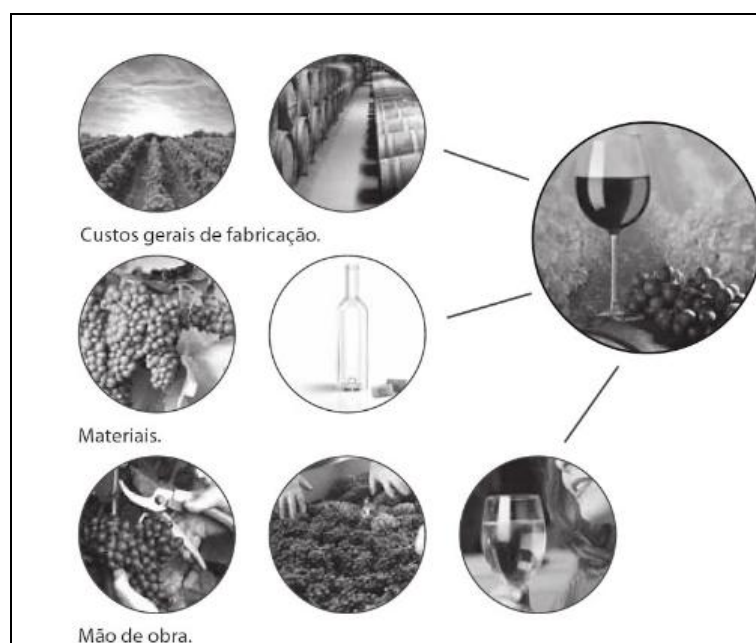 Custos gerais de fabricação.
Materiais.
Mão de obra.